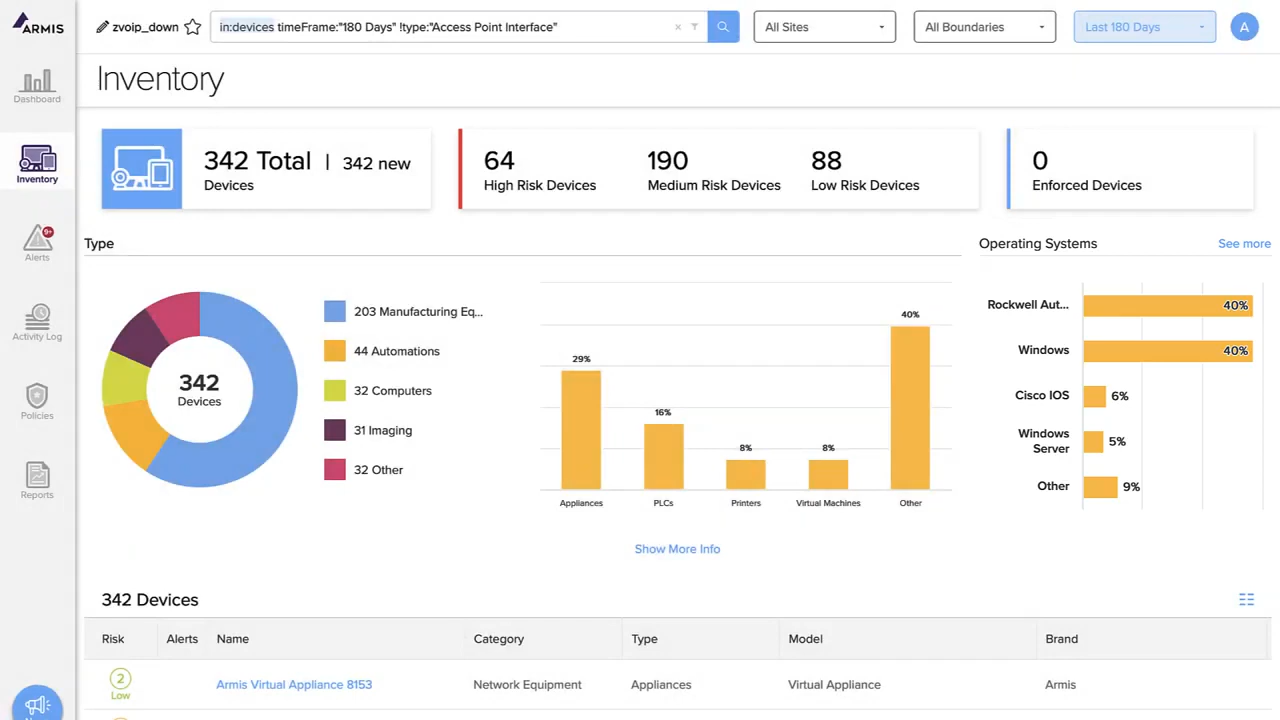 ARMIS
zvoip_down
in:devices timeFrame:"180 Days" !type:"Access Point Interface"
All Sites
All Boundaries
Last 180 Days
A
Dashboard
Inventory
9+
Alerts
Activity Log
Policies
Reports
Inventory
342 Total | 342 new
Devices
64
High Risk Devices
190
Medium Risk Devices
88
Low Risk Devices
0
Enforced Devices
Type
342
Devices
203 Manufacturing Eq...
44 Automations
32 Computers
31 Imaging
32 Other
29%
16%
8%
8%
40%
Appliances
PLCs
Printers
Virtual Machines
Other
Operating Systems
See more
Rockwell Aut...
40%
Windows
40%
Cisco IOS
6%
Windows
Server
5%
Other
9%
Show More Info
342 Devices
Risk
Alerts
Name
Category
Type
Model
Brand
2
Low
Armis Virtual Appliance 8153
Network Equipment
Appliances
Virtual Appliance
Armis